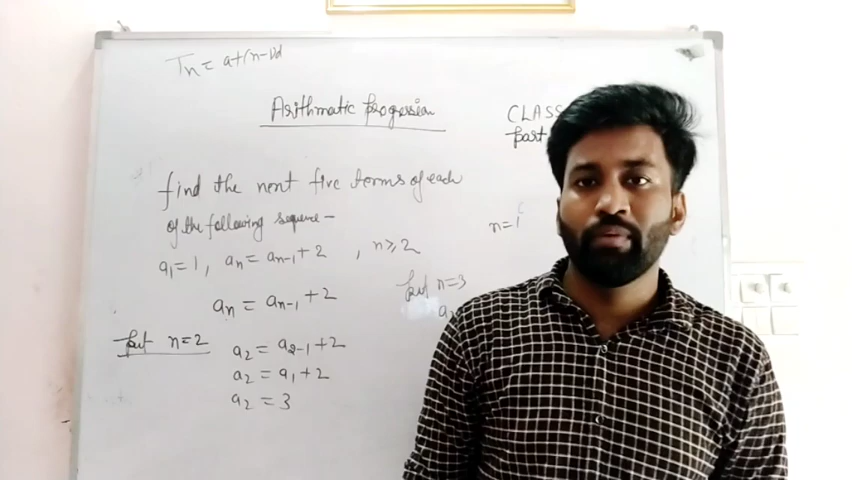 Tn = a+(n-1)d
Arithmatic progression
CLASS
part
find the next five terms of each
of the following sequence -
a1 = 1, an = an-1 + 2 , n ≥ 2
n = 1
an = an-1 + 2
put n=3
put n=2
a2 = a2-1 + 2
a2 = a1 + 2
a2 = 3